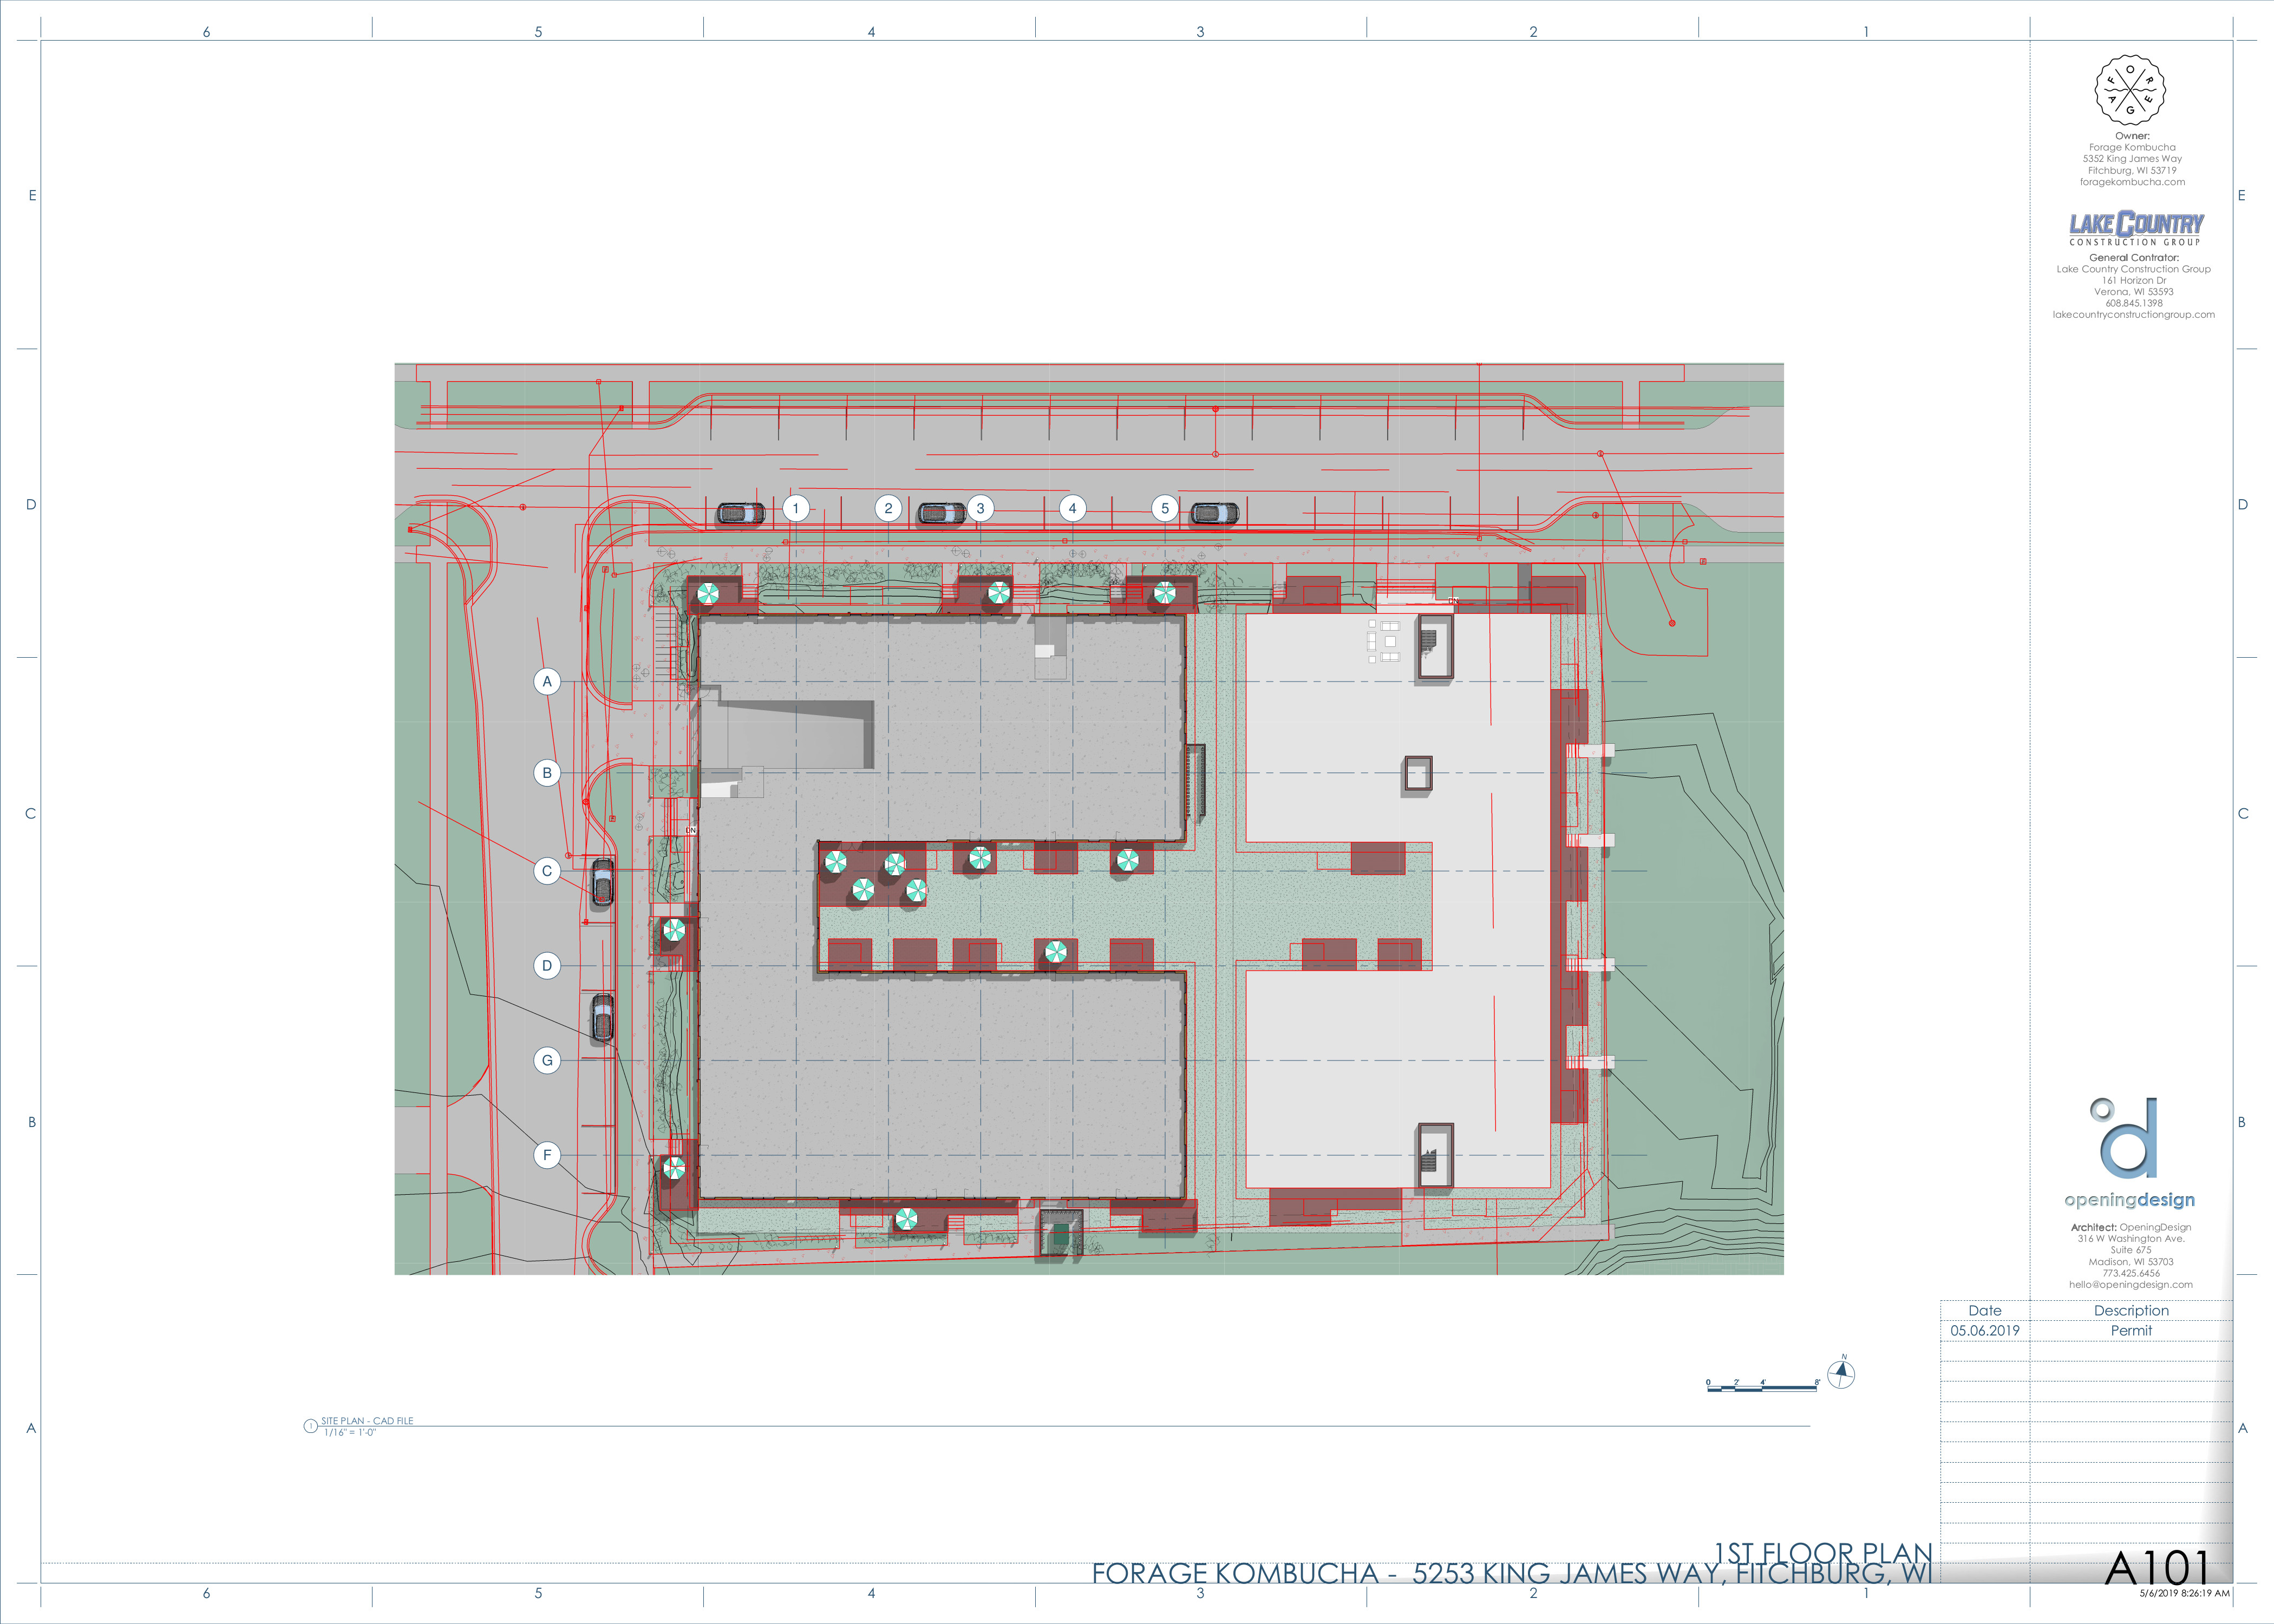 6 5 4 3 2 1
F O R A G E
Owner:
Forage Kombucha
5352 King James Way
Fitchburg, WI 53719
foragekombucha.com
E E
LAKE COUNTRY
CONSTRUCTION GROUP
General Contrator:
Lake Country Construction Group
161 Horizon Dr
Verona, WI 53593
608.845.1398
lakecountryconstructiongroup.com
D D
1 2 3 4 5
DN
A
B
C C
DN
C
D
G
B B
F
openingdesign
Architect: OpeningDesign
316 W Washington Ave.
Suite 675
Madison, WI 53703
773.425.6456
hello@openingdesign.com
Date Description
05.06.2019 Permit
N
0 2' 4' 8'
A A
1 SITE PLAN - CAD FILE
1/16" = 1'-0"
1ST FLOOR PLAN
FORAGE KOMBUCHA - 5253 KING JAMES WAY, FITCHBURG, WI
A101
5/6/2019 8:26:19 AM
6 5 4 3 2 1